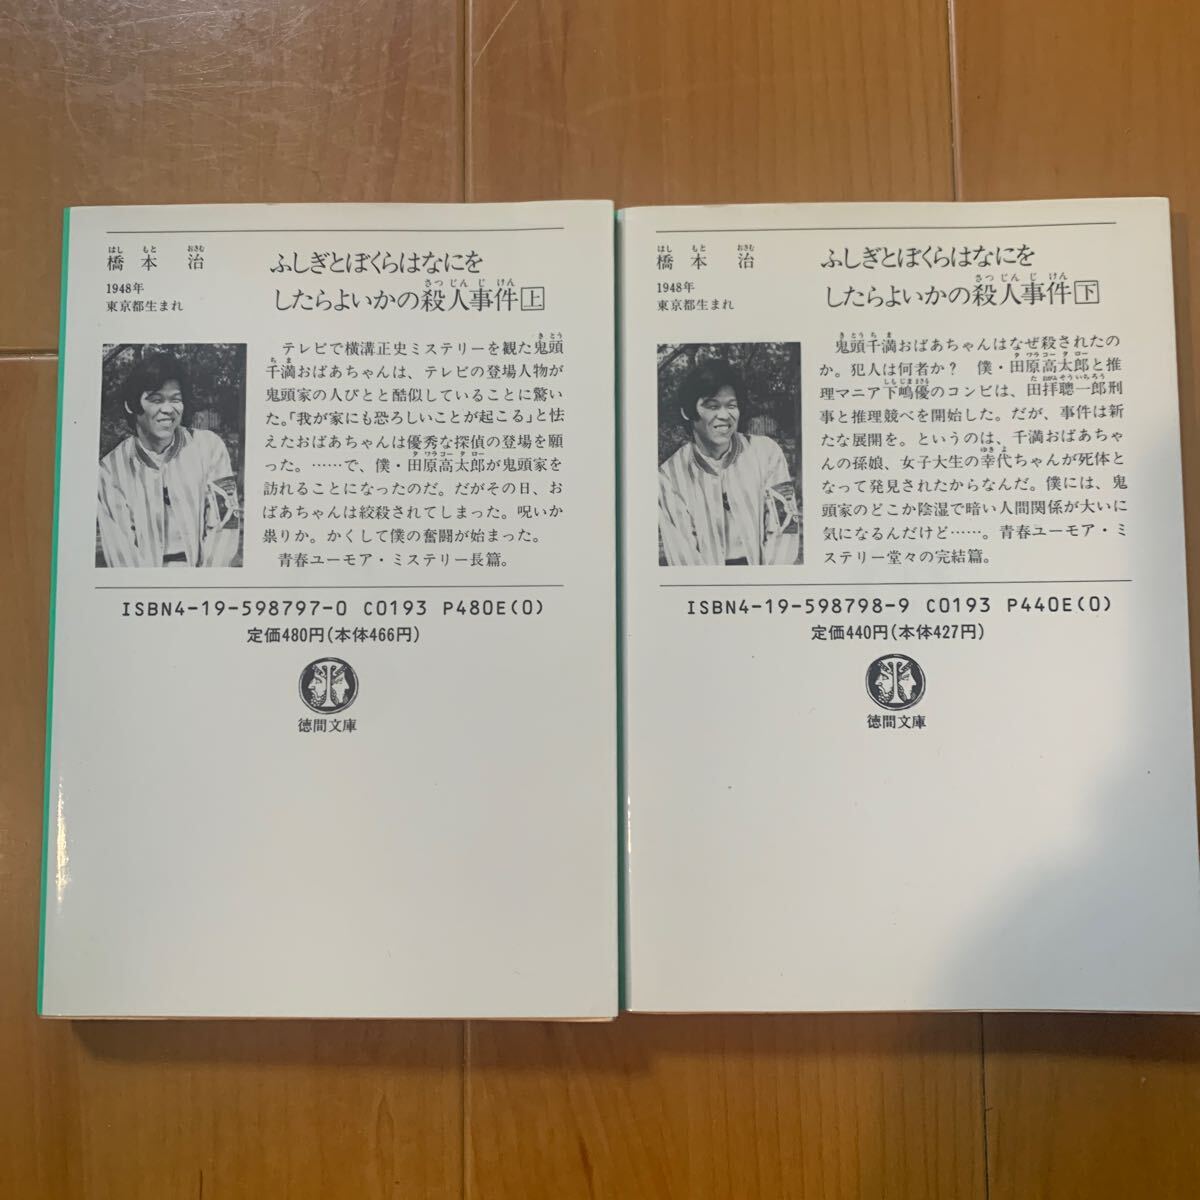 はし もと おさむ
橋本 治
1948年
東京都生まれ
ふしぎとぼくらはなにを
さつ じん じ けん
したらよいかの殺人事件 上
き とう
テレビで横溝正史ミステリーを観た鬼頭
ち ま
千満おばあちゃんは、テレビの登場人物が
鬼頭家の人びとと酷似していることに驚い
た。「我が家にも恐ろしいことが起こる」と怯
えたおばあちゃんは優秀な探偵の登場を願
タ ワラ コー タ ロー
った。……で、僕・田原高太郎が鬼頭家を
訪れることになったのだ。だがその日、お
ばあちゃんは絞殺されてしまった。呪いか
祟りか。かくして僕の奮闘が始まった。
青春ユーモア・ミステリー長篇。
ISBN4-19-598797-0 C0193 P480E(0)
定価480円(本体466円)
徳間文庫
はし もと おさむ
橋本 治
1948年
東京都生まれ
ふしぎとぼくらはなにを
さつ じん じ けん
したらよいかの殺人事件 下
き とう ち ま
鬼頭千満おばあちゃんはなぜ殺されたの
タ ワラ コー タ ロー
か。犯人は何者か? 僕・田原高太郎と推
ししじままさる た おがみ そういちろう
理マニア下嶋優のコンビは、田拝聰一郎刑
事と推理競べを開始した。だが、事件は新
たな展開を。というのは、千満おばあちゃ
ゆき よ
んの孫娘、女子大生の幸代ちゃんが死体と
なって発見されたからなんだ。僕には、鬼
頭家のどこか陰湿で暗い人間関係が大いに
気になるんだけど……。青春ユーモア・ミ
ステリー堂々の完結篇。
ISBN4-19-598798-9 C0193 P440E(0)
定価440円(本体427円)
徳間文庫